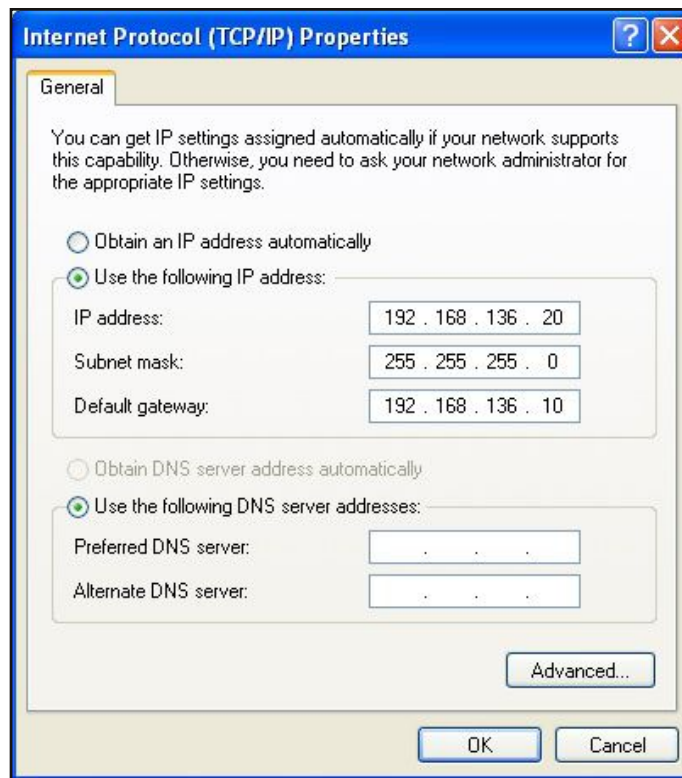 Internet Protocol (TCP/IP) Properties
General
You can get IP settings assigned automatically if your network supports
this capability. Otherwise, you need to ask your network administrator for
the appropriate IP settings.
Obtain an IP address automatically
Use the following IP address:
IP address: 192 . 168 . 136 . 20
Subnet mask: 255 . 255 . 255 . 0
Default gateway: 192 . 168 . 136 . 10
Obtain DNS server address automatically
Use the following DNS server addresses:
Preferred DNS server: . . .
Alternate DNS server: . . .
Advanced...
OK Cancel